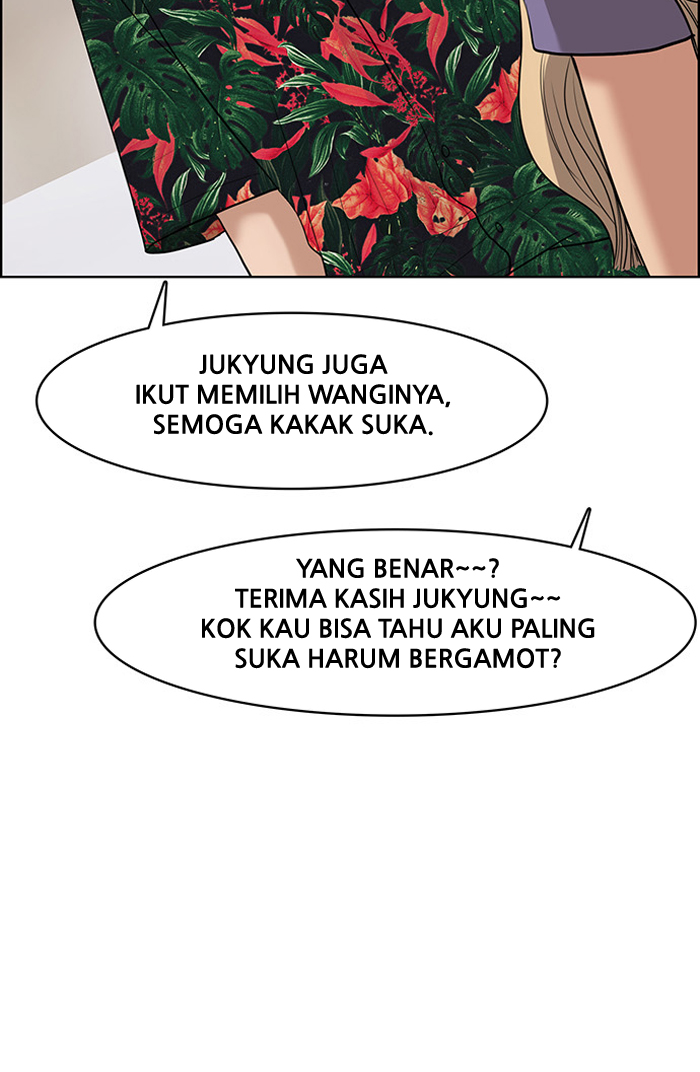 JUKYUNG JUGA
IKUT MEMILIH WANGINYA,
SEMOGA KAKAK SUKA.
YANG BENAR~~?
TERIMA KASIH JUKYUNG~~
KOK KAU BISA TAHU AKU PALING
SUKA HARUM BERGAMOT?